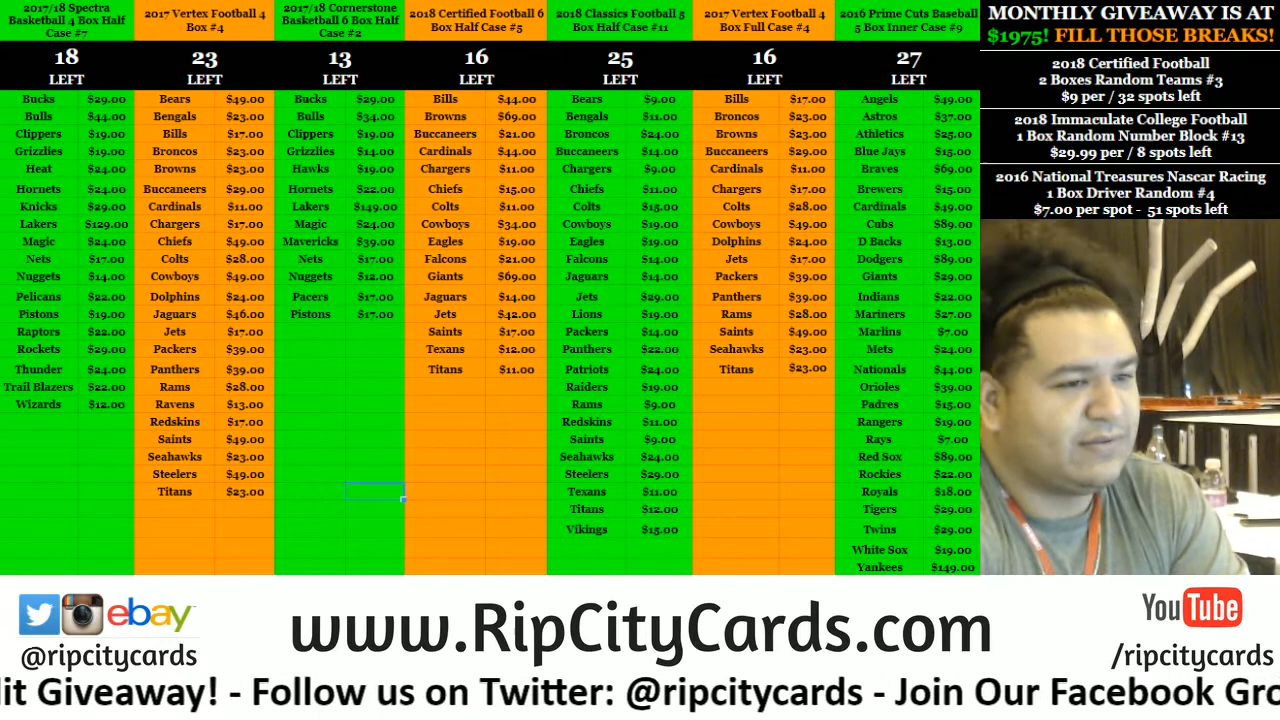 2017/18 Spectra
Basketball 4 Box Half
Case #7
18
LEFT
Bucks $29.00
Bulls $44.00
Clippers $19.00
Grizzlies $19.00
Heat $24.00
Hornets $24.00
Knicks $29.00
Lakers $129.00
Magic $24.00
Nets $17.00
Nuggets $14.00
Pelicans $22.00
Pistons $19.00
Raptors $22.00
Rockets $29.00
Thunder $24.00
Trail Blazers $22.00
Wizards $12.00
2017 Vertex Football 4
Box #4
23
LEFT
Bears $49.00
Bengals $23.00
Bills $17.00
Broncos $23.00
Browns $23.00
Buccaneers $29.00
Cardinals $11.00
Chargers $17.00
Chiefs $49.00
Colts $28.00
Cowboys $49.00
Dolphins $24.00
Jaguars $46.00
Jets $17.00
Packers $39.00
Panthers $39.00
Rams $28.00
Ravens $13.00
Redskins $17.00
Saints $49.00
Seahawks $23.00
Steelers $49.00
Titans $23.00
2017/18 Cornerstone
Basketball 6 Box Half
Case #2
13
LEFT
Bucks $29.00
Bulls $34.00
Clippers $19.00
Grizzlies $14.00
Hawks $19.00
Hornets $22.00
Lakers $149.00
Magic $24.00
Mavericks $39.00
Nets $17.00
Nuggets $12.00
Pacers $17.00
Pistons $17.00
2018 Certified Football 6
Box Half Case #5
16
LEFT
Bills $44.00
Browns $69.00
Buccaneers $21.00
Cardinals $44.00
Chargers $11.00
Chiefs $15.00
Colts $11.00
Cowboys $34.00
Eagles $19.00
Falcons $21.00
Giants $69.00
Jaguars $14.00
Jets $42.00
Saints $17.00
Texans $12.00
Titans $11.00
2018 Classics Football 5
Box Half Case #11
25
LEFT
Bears $9.00
Bengals $11.00
Broncos $24.00
Buccaneers $14.00
Chargers $9.00
Chiefs $11.00
Colts $15.00
Cowboys $19.00
Eagles $19.00
Falcons $14.00
Jaguars $14.00
Jets $29.00
Lions $19.00
Packers $14.00
Panthers $22.00
Patriots $24.00
Raiders $19.00
Rams $9.00
Redskins $11.00
Saints $9.00
Seahawks $24.00
Steelers $29.00
Texans $11.00
Titans $12.00
Vikings $15.00
2017 Vertex Football 4
Box Full Case #4
16
LEFT
Bills $17.00
Broncos $23.00
Browns $23.00
Buccaneers $29.00
Cardinals $11.00
Chargers $17.00
Colts $28.00
Cowboys $49.00
Dolphins $24.00
Jets $17.00
Packers $39.00
Panthers $39.00
Rams $28.00
Saints $49.00
Seahawks $23.00
Titans $23.00
2016 Prime Cuts Baseball
5 Box Inner Case #9
27
LEFT
Angels $49.00
Astros $37.00
Athletics $25.00
Blue Jays $15.00
Braves $69.00
Brewers $15.00
Cardinals $49.00
Cubs $89.00
D Backs $13.00
Dodgers $89.00
Giants $29.00
Indians $22.00
Mariners $27.00
Marlins $7.00
Mets $24.00
Nationals $44.00
Orioles $39.00
Padres $15.00
Rangers $19.00
Rays $7.00
Red Sox $89.00
Rockies $22.00
Royals $18.00
Tigers $29.00
Twins $29.00
White Sox $19.00
Yankees $149.00
MONTHLY GIVEAWAY IS AT
$1975! FILL THOSE BREAKS!
2018 Certified Football
2 Boxes Random Teams #3
$9 per / 32 spots left
2018 Immaculate College Football
1 Box Random Number Block #13
$29.99 per / 8 spots left
2016 National Treasures Nascar Racing
1 Box Driver Random #4
$7.00 per spot - 51 spots left
ebay
@ripcitycards
www.RipCityCards.com
YouTube
/ripcitycards
Giveaway! - Follow us on Twitter: @ripcitycards - Join Our Facebook